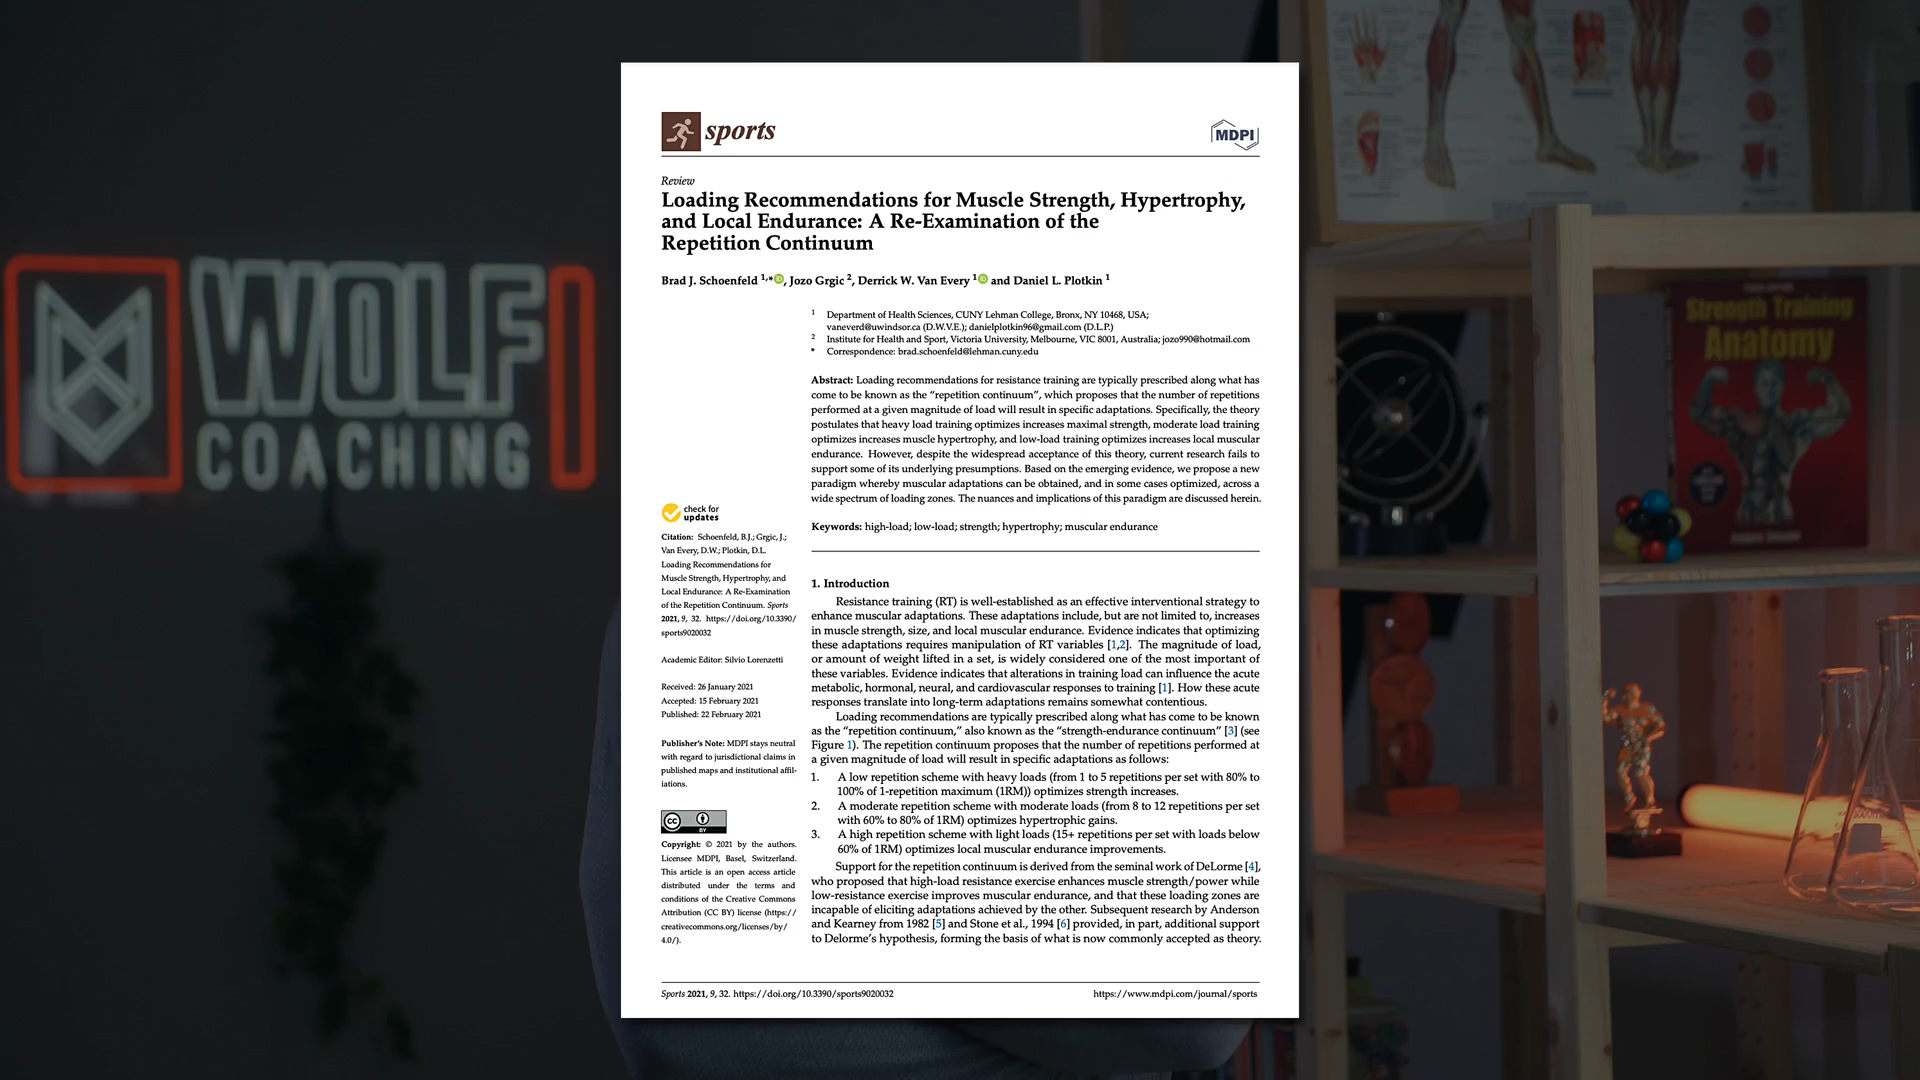 WOLF
COACHING
Strength Training
Anatomy
sports
MDPI
Review
Loading Recommendations for Muscle Strength, Hypertrophy,
and Local Endurance: A Re-Examination of the
Repetition Continuum
Brad J. Schoenfeld 1,*, Jozo Grgic 2, Derrick W. Van Every 1 and Daniel L. Plotkin 1
1 Department of Health Sciences, CUNY Lehman College, Bronx, NY 10468, USA;
vaneverd@uwindsor.ca (D.W.V.E.); danielplotkin96@gmail.com (D.L.P.)
2 Institute for Health and Sport, Victoria University, Melbourne, VIC 8001, Australia; jozo990@hotmail.com
* Correspondence: brad.schoenfeld@lehman.cuny.edu
Abstract: Loading recommendations for resistance training are typically prescribed along what has
come to be known as the “repetition continuum”, which proposes that the number of repetitions
performed at a given magnitude of load will result in specific adaptations. Specifically, the theory
postulates that heavy load training optimizes increases maximal strength, moderate load training
optimizes increases muscle hypertrophy, and low-load training optimizes increases local muscular
endurance. However, despite the widespread acceptance of this theory, current research fails to
support some of its underlying presumptions. Based on the emerging evidence, we propose a new
paradigm whereby muscular adaptations can be obtained, and in some cases optimized, across a
wide spectrum of loading zones. The nuances and implications of this paradigm are discussed herein.
Keywords: high-load; low-load; strength; hypertrophy; muscular endurance
check for
updates
Citation: Schoenfeld, B.J.; Grgic, J.;
Van Every, D.W.; Plotkin, D.L.
Loading Recommendations for
Muscle Strength, Hypertrophy, and
Local Endurance: A Re-Examination
of the Repetition Continuum. Sports
2021, 9, 32. https://doi.org/10.3390/
sports9020032
Academic Editor: Silvio Lorenzetti
Received: 26 January 2021
Accepted: 15 February 2021
Published: 22 February 2021
Publisher’s Note: MDPI stays neutral
with regard to jurisdictional claims in
published maps and institutional affil-
iations.
CC BY
Copyright: © 2021 by the authors.
Licensee MDPI, Basel, Switzerland.
This article is an open access article
distributed under the terms and
conditions of the Creative Commons
Attribution (CC BY) license (https://
creativecommons.org/licenses/by/
4.0/).
1. Introduction
Resistance training (RT) is well-established as an effective interventional strategy to
enhance muscular adaptations. These adaptations include, but are not limited to, increases
in muscle strength, size, and local muscular endurance. Evidence indicates that optimizing
these adaptations requires manipulation of RT variables [1,2]. The magnitude of load,
or amount of weight lifted in a set, is widely considered one of the most important of
these variables. Evidence indicates that alterations in training load can influence the acute
metabolic, hormonal, neural, and cardiovascular responses to training [1]. How these acute
responses translate into long-term adaptations remains somewhat contentious.
Loading recommendations are typically prescribed along what has come to be known
as the “repetition continuum,” also known as the “strength-endurance continuum” [3] (see
Figure 1). The repetition continuum proposes that the number of repetitions performed at
a given magnitude of load will result in specific adaptations as follows:
1. A low repetition scheme with heavy loads (from 1 to 5 repetitions per set with 80% to
100% of 1-repetition maximum (1RM)) optimizes strength increases.
2. A moderate repetition scheme with moderate loads (from 8 to 12 repetitions per set
with 60% to 80% of 1RM) optimizes hypertrophic gains.
3. A high repetition scheme with light loads (15+ repetitions per set with loads below
60% of 1RM) optimizes local muscular endurance improvements.
Support for the repetition continuum is derived from the seminal work of DeLorme [4],
who proposed that high-load resistance exercise enhances muscle strength/power while
low-resistance exercise improves muscular endurance, and that these loading zones are
incapable of eliciting adaptations achieved by the other. Subsequent research by Anderson
and Kearney from 1982 [5] and Stone et al., 1994 [6] provided, in part, additional support
to Delorme’s hypothesis, forming the basis of what is now commonly accepted as theory.
Sports 2021, 9, 32. https://doi.org/10.3390/sports9020032
https://www.mdpi.com/journal/sports